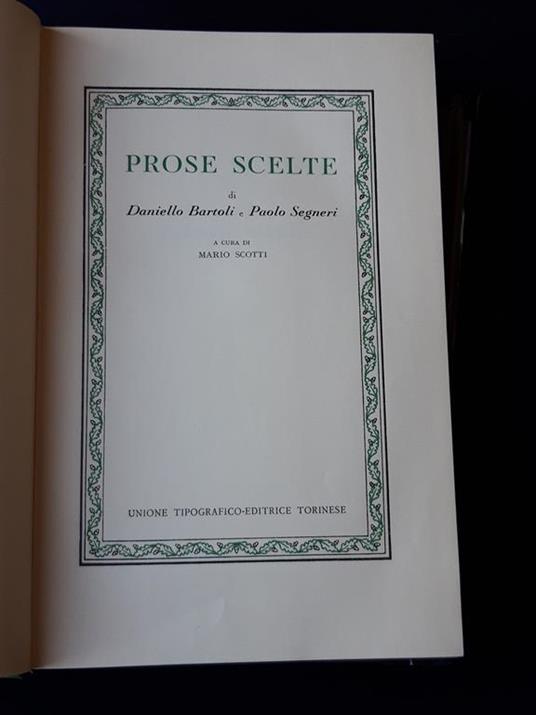 PROSE SCELTE
di
Daniello Bartoli e Paolo Segneri
A CURA DI
MARIO SCOTTI
UNIONE TIPOGRAFICO-EDITRICE TORINESE